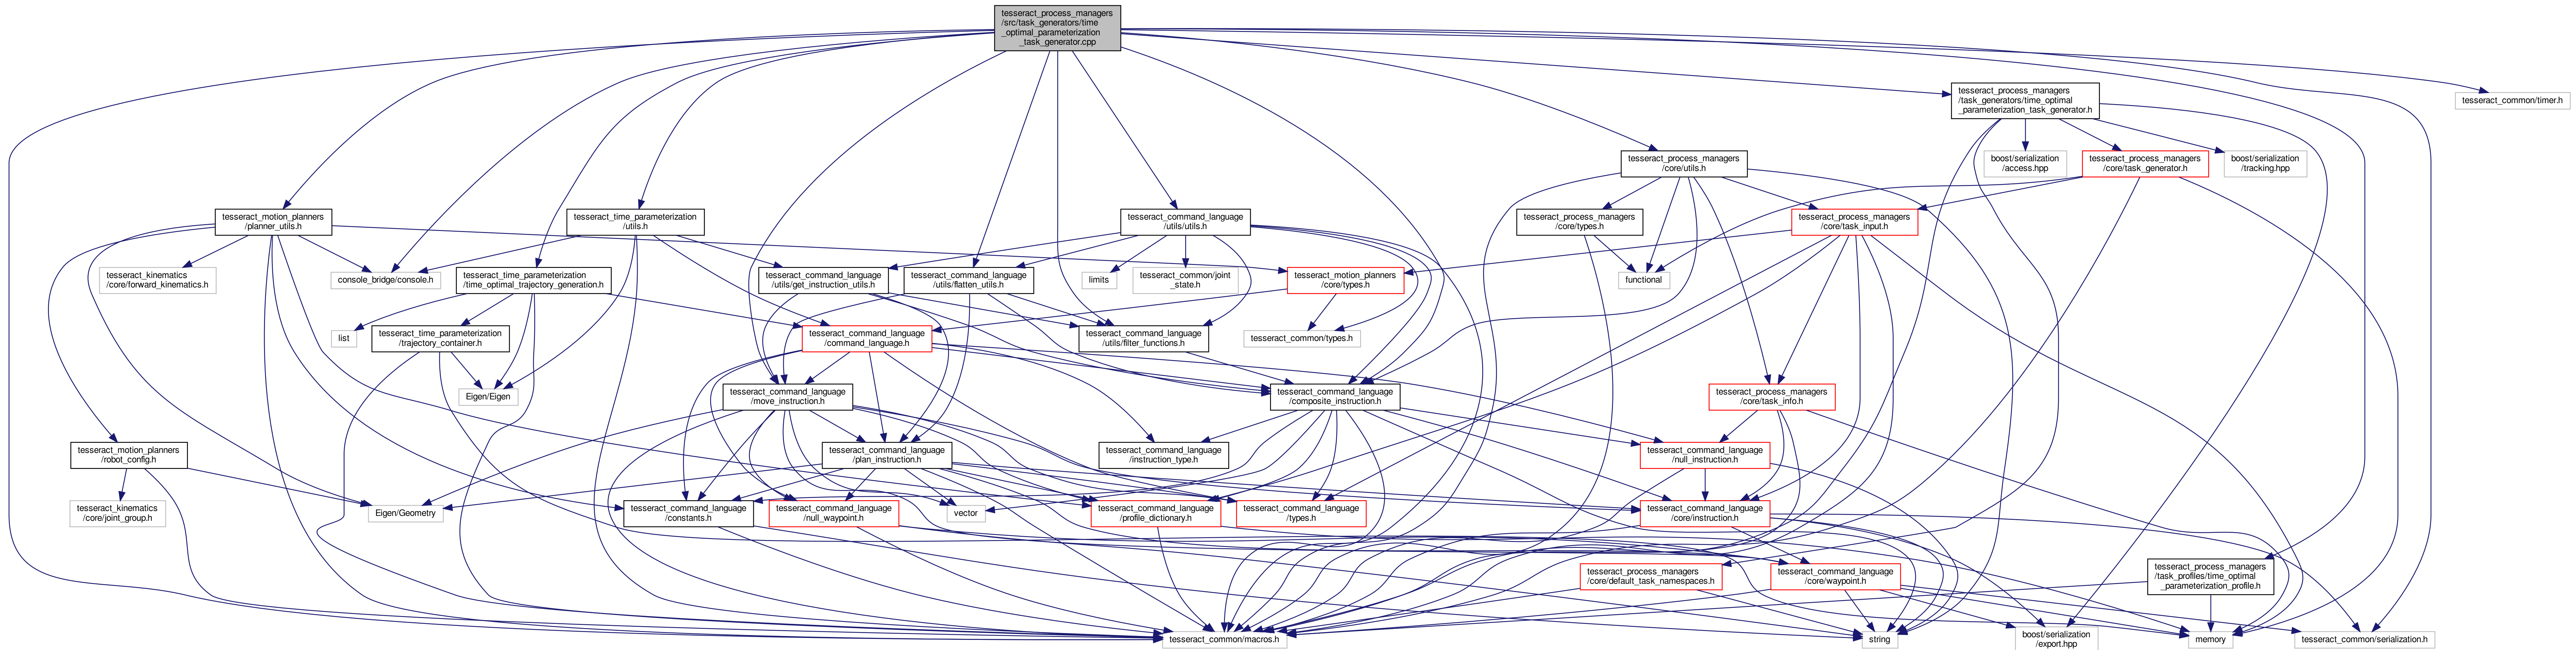 tesseract_process_managers
/src/task_generators/time
_optimal_parameterization
_task_generator.cpp
tesseract_process_managers
/task_generators/time_optimal
_parameterization_task_generator.h
tesseract_common/timer.h
tesseract_process_managers
/core/utils.h
boost/serialization
/access.hpp
tesseract_process_managers
/core/task_generator.h
boost/serialization
/tracking.hpp
tesseract_motion_planners
/planner_utils.h
tesseract_time_parameterization
/utils.h
tesseract_command_language
/utils/utils.h
tesseract_process_managers
/core/types.h
tesseract_process_managers
/core/task_input.h
tesseract_kinematics
/core/forward_kinematics.h
console_bridge/console.h
tesseract_time_parameterization
/time_optimal_trajectory_generation.h
tesseract_command_language
/utils/get_instruction_utils.h
tesseract_command_language
/utils/flatten_utils.h
limits
tesseract_common/joint
_state.h
tesseract_motion_planners
/core/types.h
functional
list
tesseract_time_parameterization
/trajectory_container.h
tesseract_command_language
/command_language.h
tesseract_command_language
/utils/filter_functions.h
tesseract_common/types.h
Eigen/Eigen
tesseract_command_language
/move_instruction.h
tesseract_command_language
/composite_instruction.h
tesseract_process_managers
/core/task_info.h
tesseract_motion_planners
/robot_config.h
tesseract_command_language
/plan_instruction.h
tesseract_command_language
/instruction_type.h
tesseract_command_language
/null_instruction.h
tesseract_kinematics
/core/joint_group.h
Eigen/Geometry
tesseract_command_language
/constants.h
tesseract_command_language
/null_waypoint.h
vector
tesseract_command_language
/profile_dictionary.h
tesseract_command_language
/types.h
tesseract_command_language
/core/instruction.h
tesseract_process_managers
/core/default_task_namespaces.h
tesseract_command_language
/core/waypoint.h
tesseract_process_managers
/task_profiles/time_optimal
_parameterization_profile.h
tesseract_common/macros.h
string
boost/serialization
/export.hpp
memory
tesseract_common/serialization.h